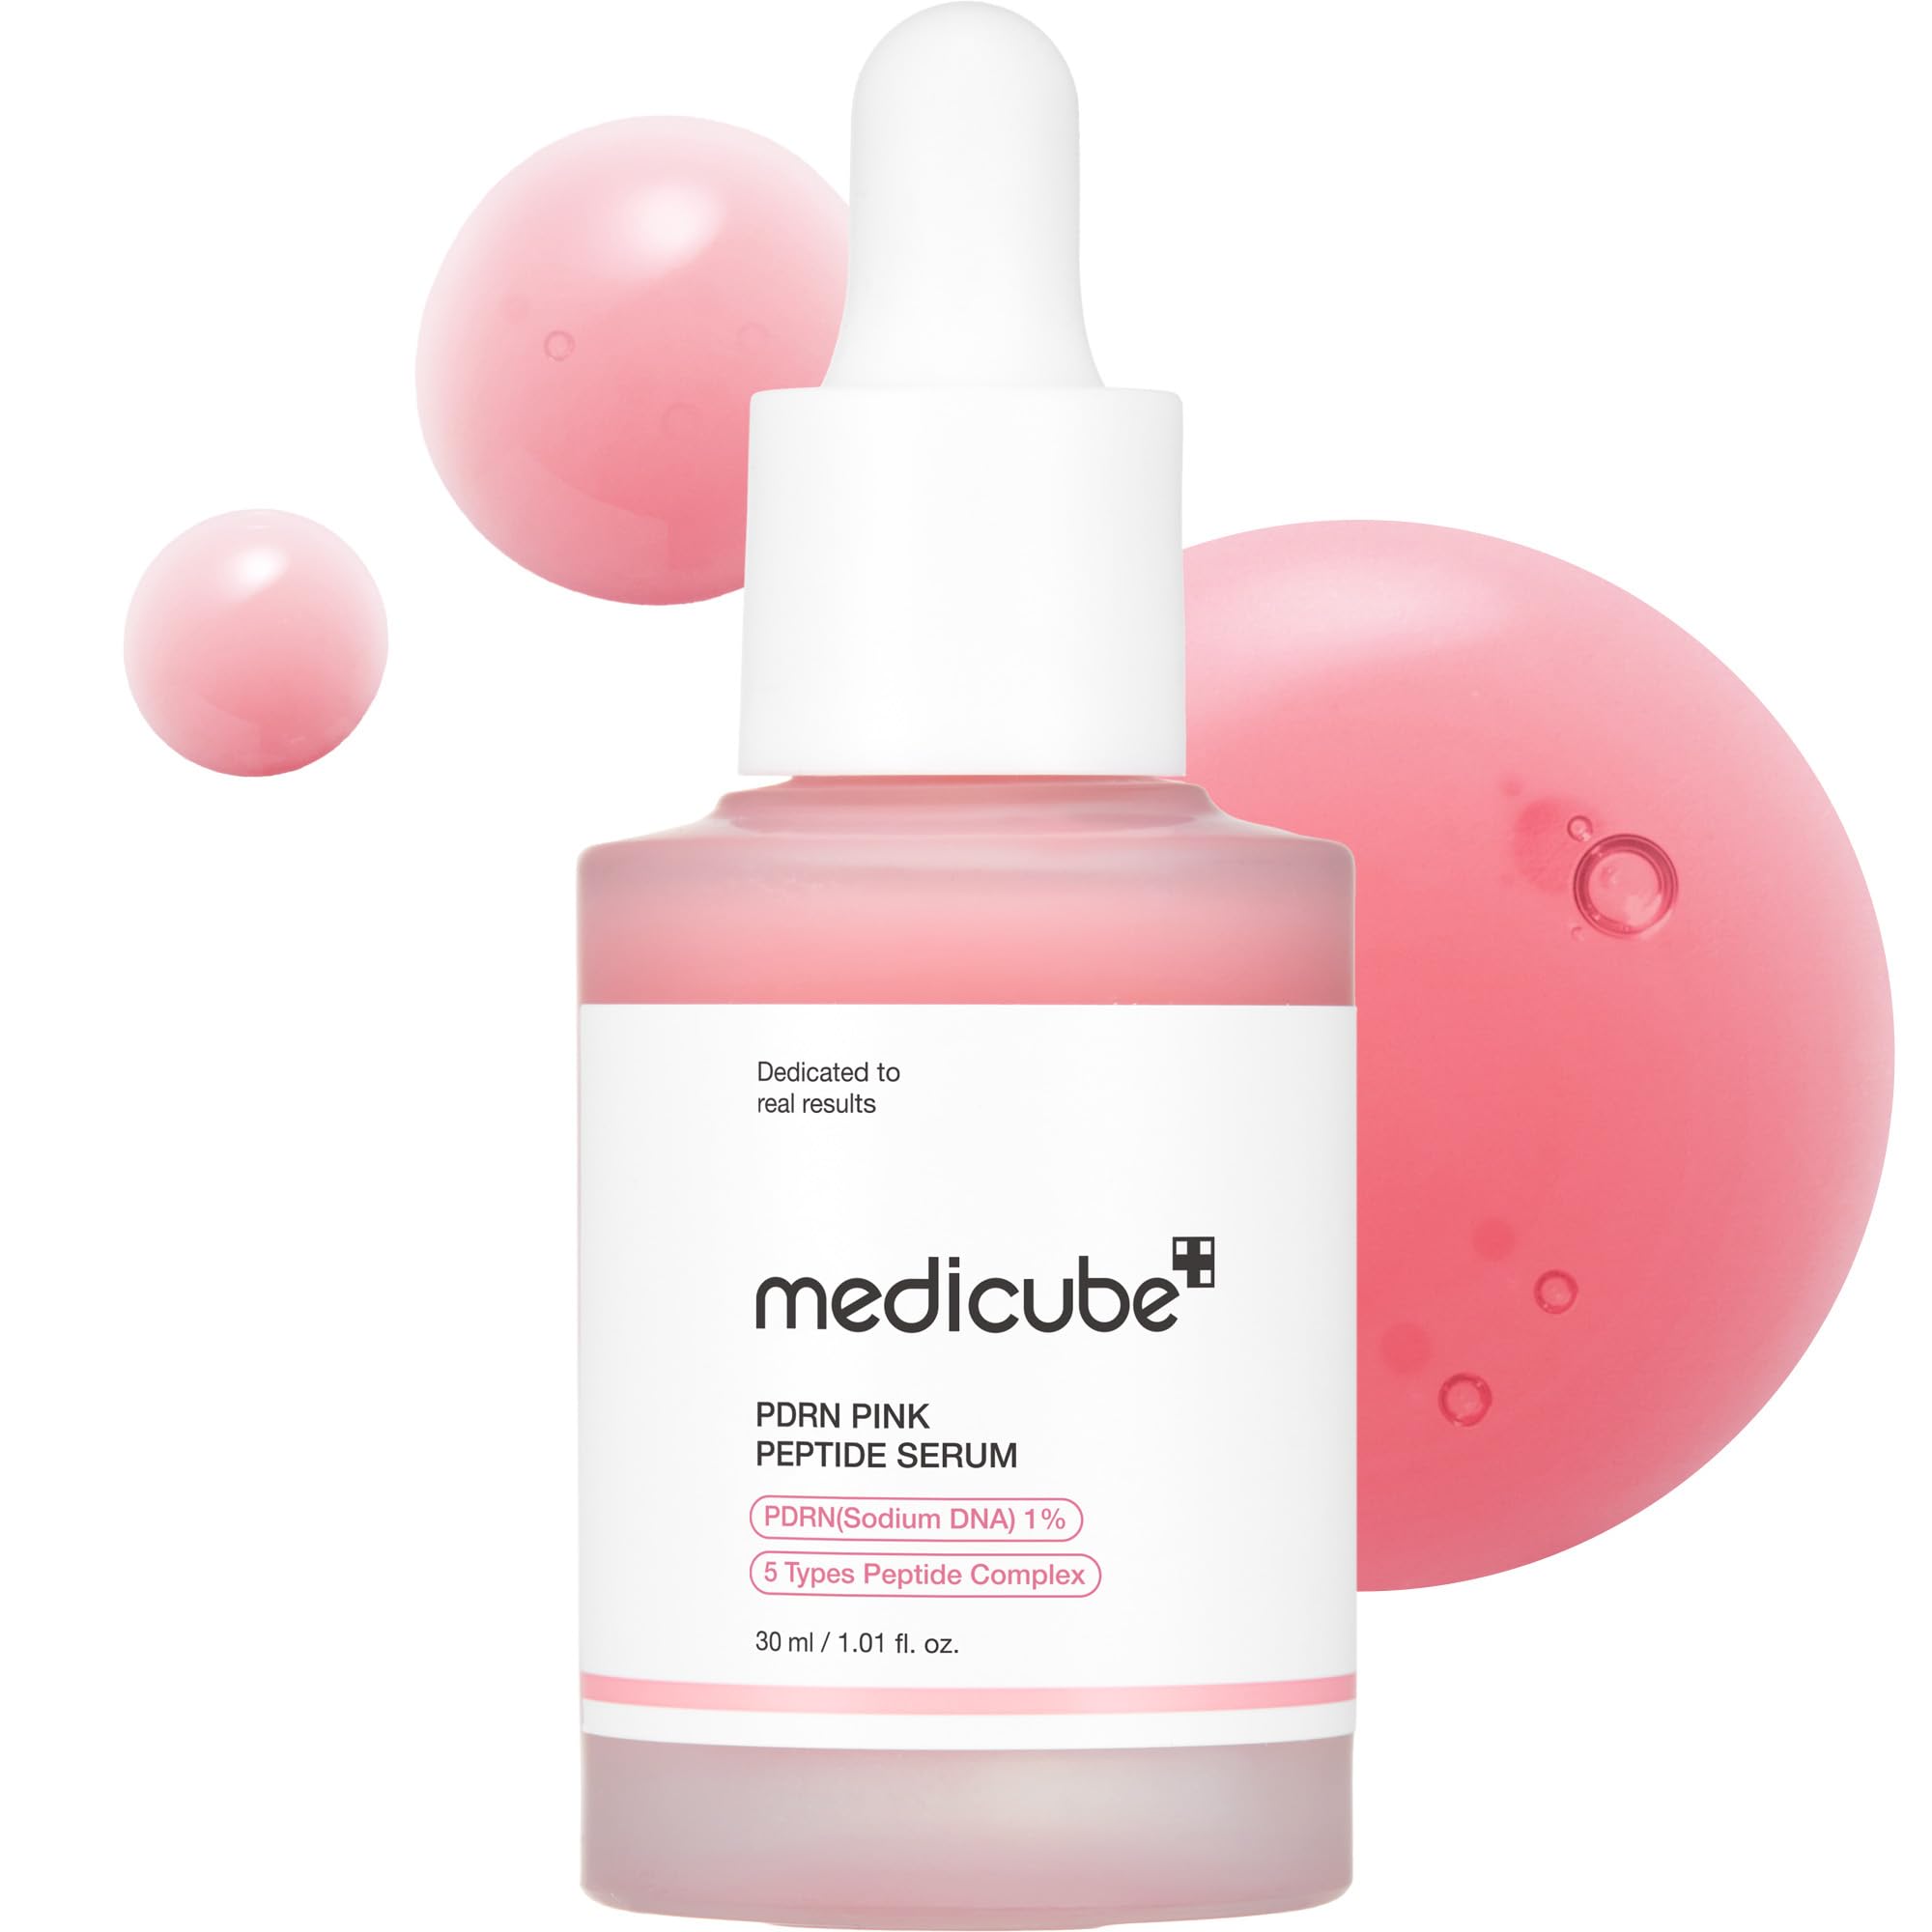 Dedicated to
real results
medicube
PDRN PINK
PEPTIDE SERUM
PDRN(Sodium DNA) 1%
5 Types Peptide Complex
30 ml / 1.01 fl. oz.